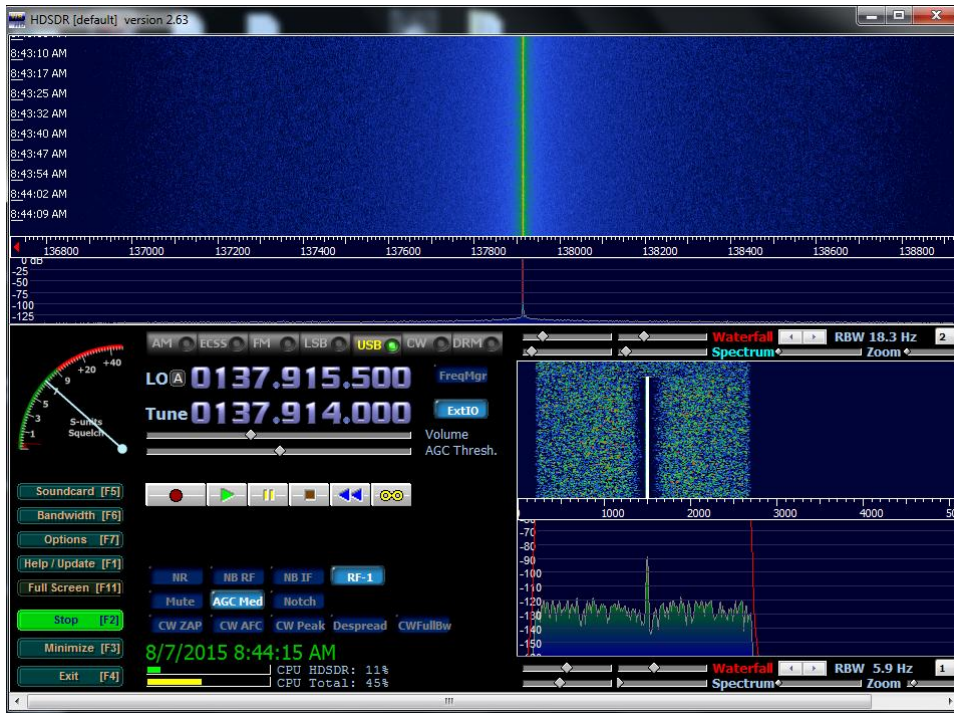 HDSDR [default] version 2.63
8:43:10 AM
8:43:17 AM
8:43:25 AM
8:43:32 AM
8:43:40 AM
8:43:47 AM
8:43:54 AM
8:44:02 AM
8:44:09 AM
136800 137000 137200 137400 137600 137800 138000 138200 138400 138600 138800
0 dB
-25
-50
-75
-100
-125
AM ECSS FM LSB USB CW DRM
Waterfall RBW 18.3 Hz 2
Spectrum Zoom
+20 +40
9
5
3
1
S-units
Squelch
LO A 0137.915.500 FreqMgr
Tune 0137.914.000 ExtIO
Volume
AGC Thresh.
Soundcard [F5]
Bandwidth [F6]
Options [F7]
Help / Update [F1]
Full Screen [F11]
Stop [F2]
Minimize [F3]
Exit [F4]
NR NB RF NB IF RF-1
Mute AGC Med Notch
CW ZAP CW AFC CW Peak Despread CWFullBw
8/7/2015 8:44:15 AM
CPU HDSDR: 11%
CPU Total: 45%
1000 2000 3000 4000
-70
-80
-90
-100
-110
-120
-130
-140
-150
Waterfall RBW 5.9 Hz 1
Spectrum Zoom